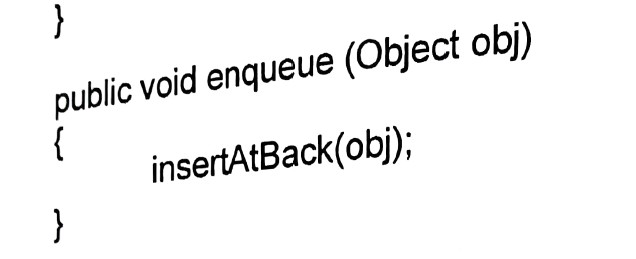 }
public void enqueue (Object obj)
{
insertAtBack(obj);
}